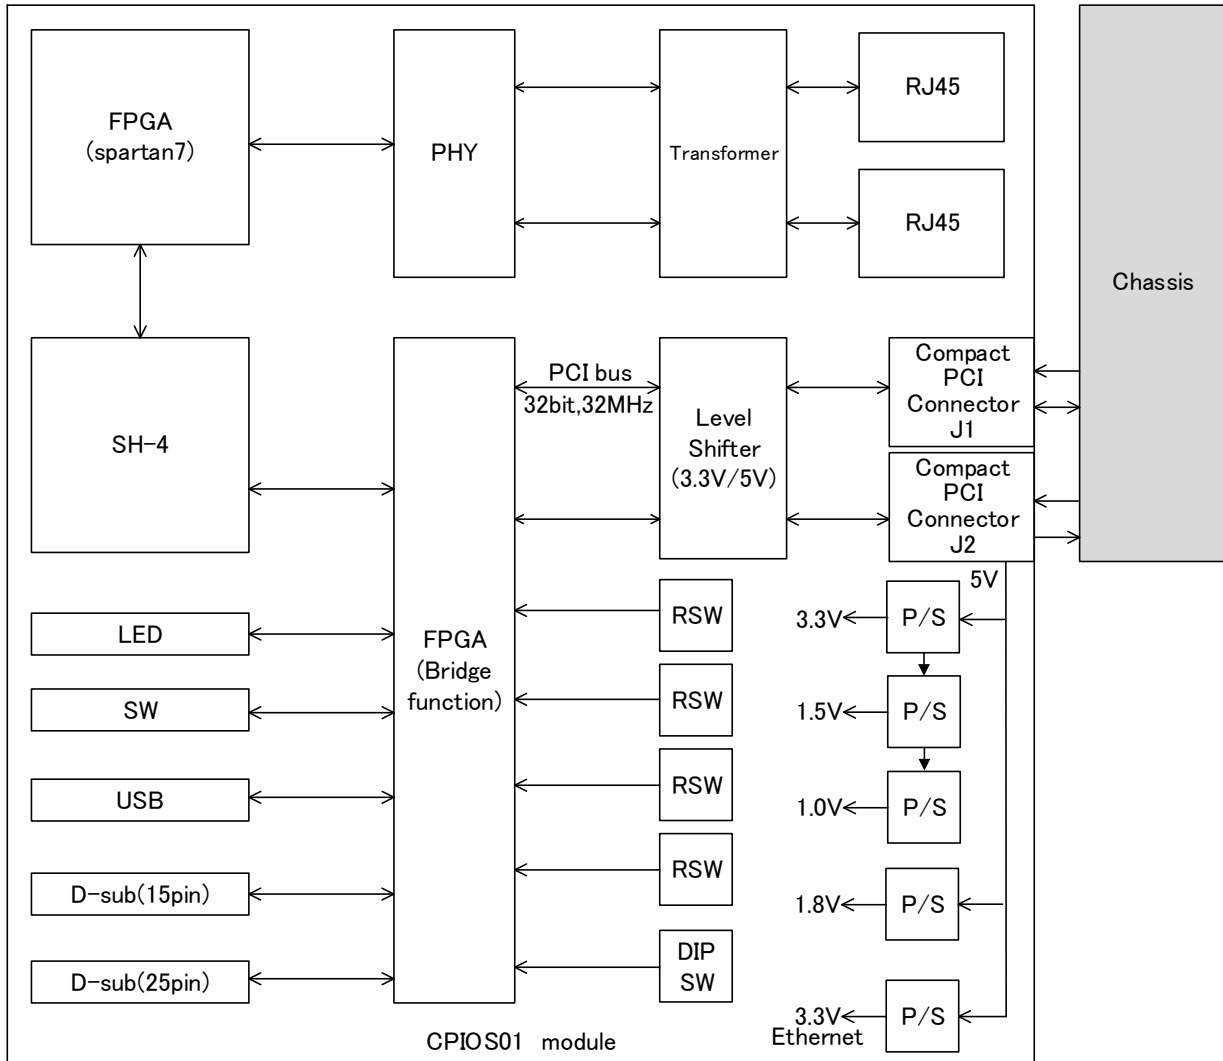 FPGA
(spartan7)
PHY
Transformer
RJ45
RJ45
Chassis
SH-4
PCI bus
32bit,32MHz
Level
Shifter
(3.3V/5V)
Compact
PCI
Connector
J1
Compact
PCI
Connector
J2
5V
LED
SW
USB
D-sub(15pin)
D-sub(25pin)
FPGA
(Bridge
function)
RSW
RSW
RSW
RSW
DIP
SW
3.3V
P/S
1.5V
P/S
1.0V
P/S
1.8V
P/S
3.3V
Ethernet
P/S
CPIOS01 module